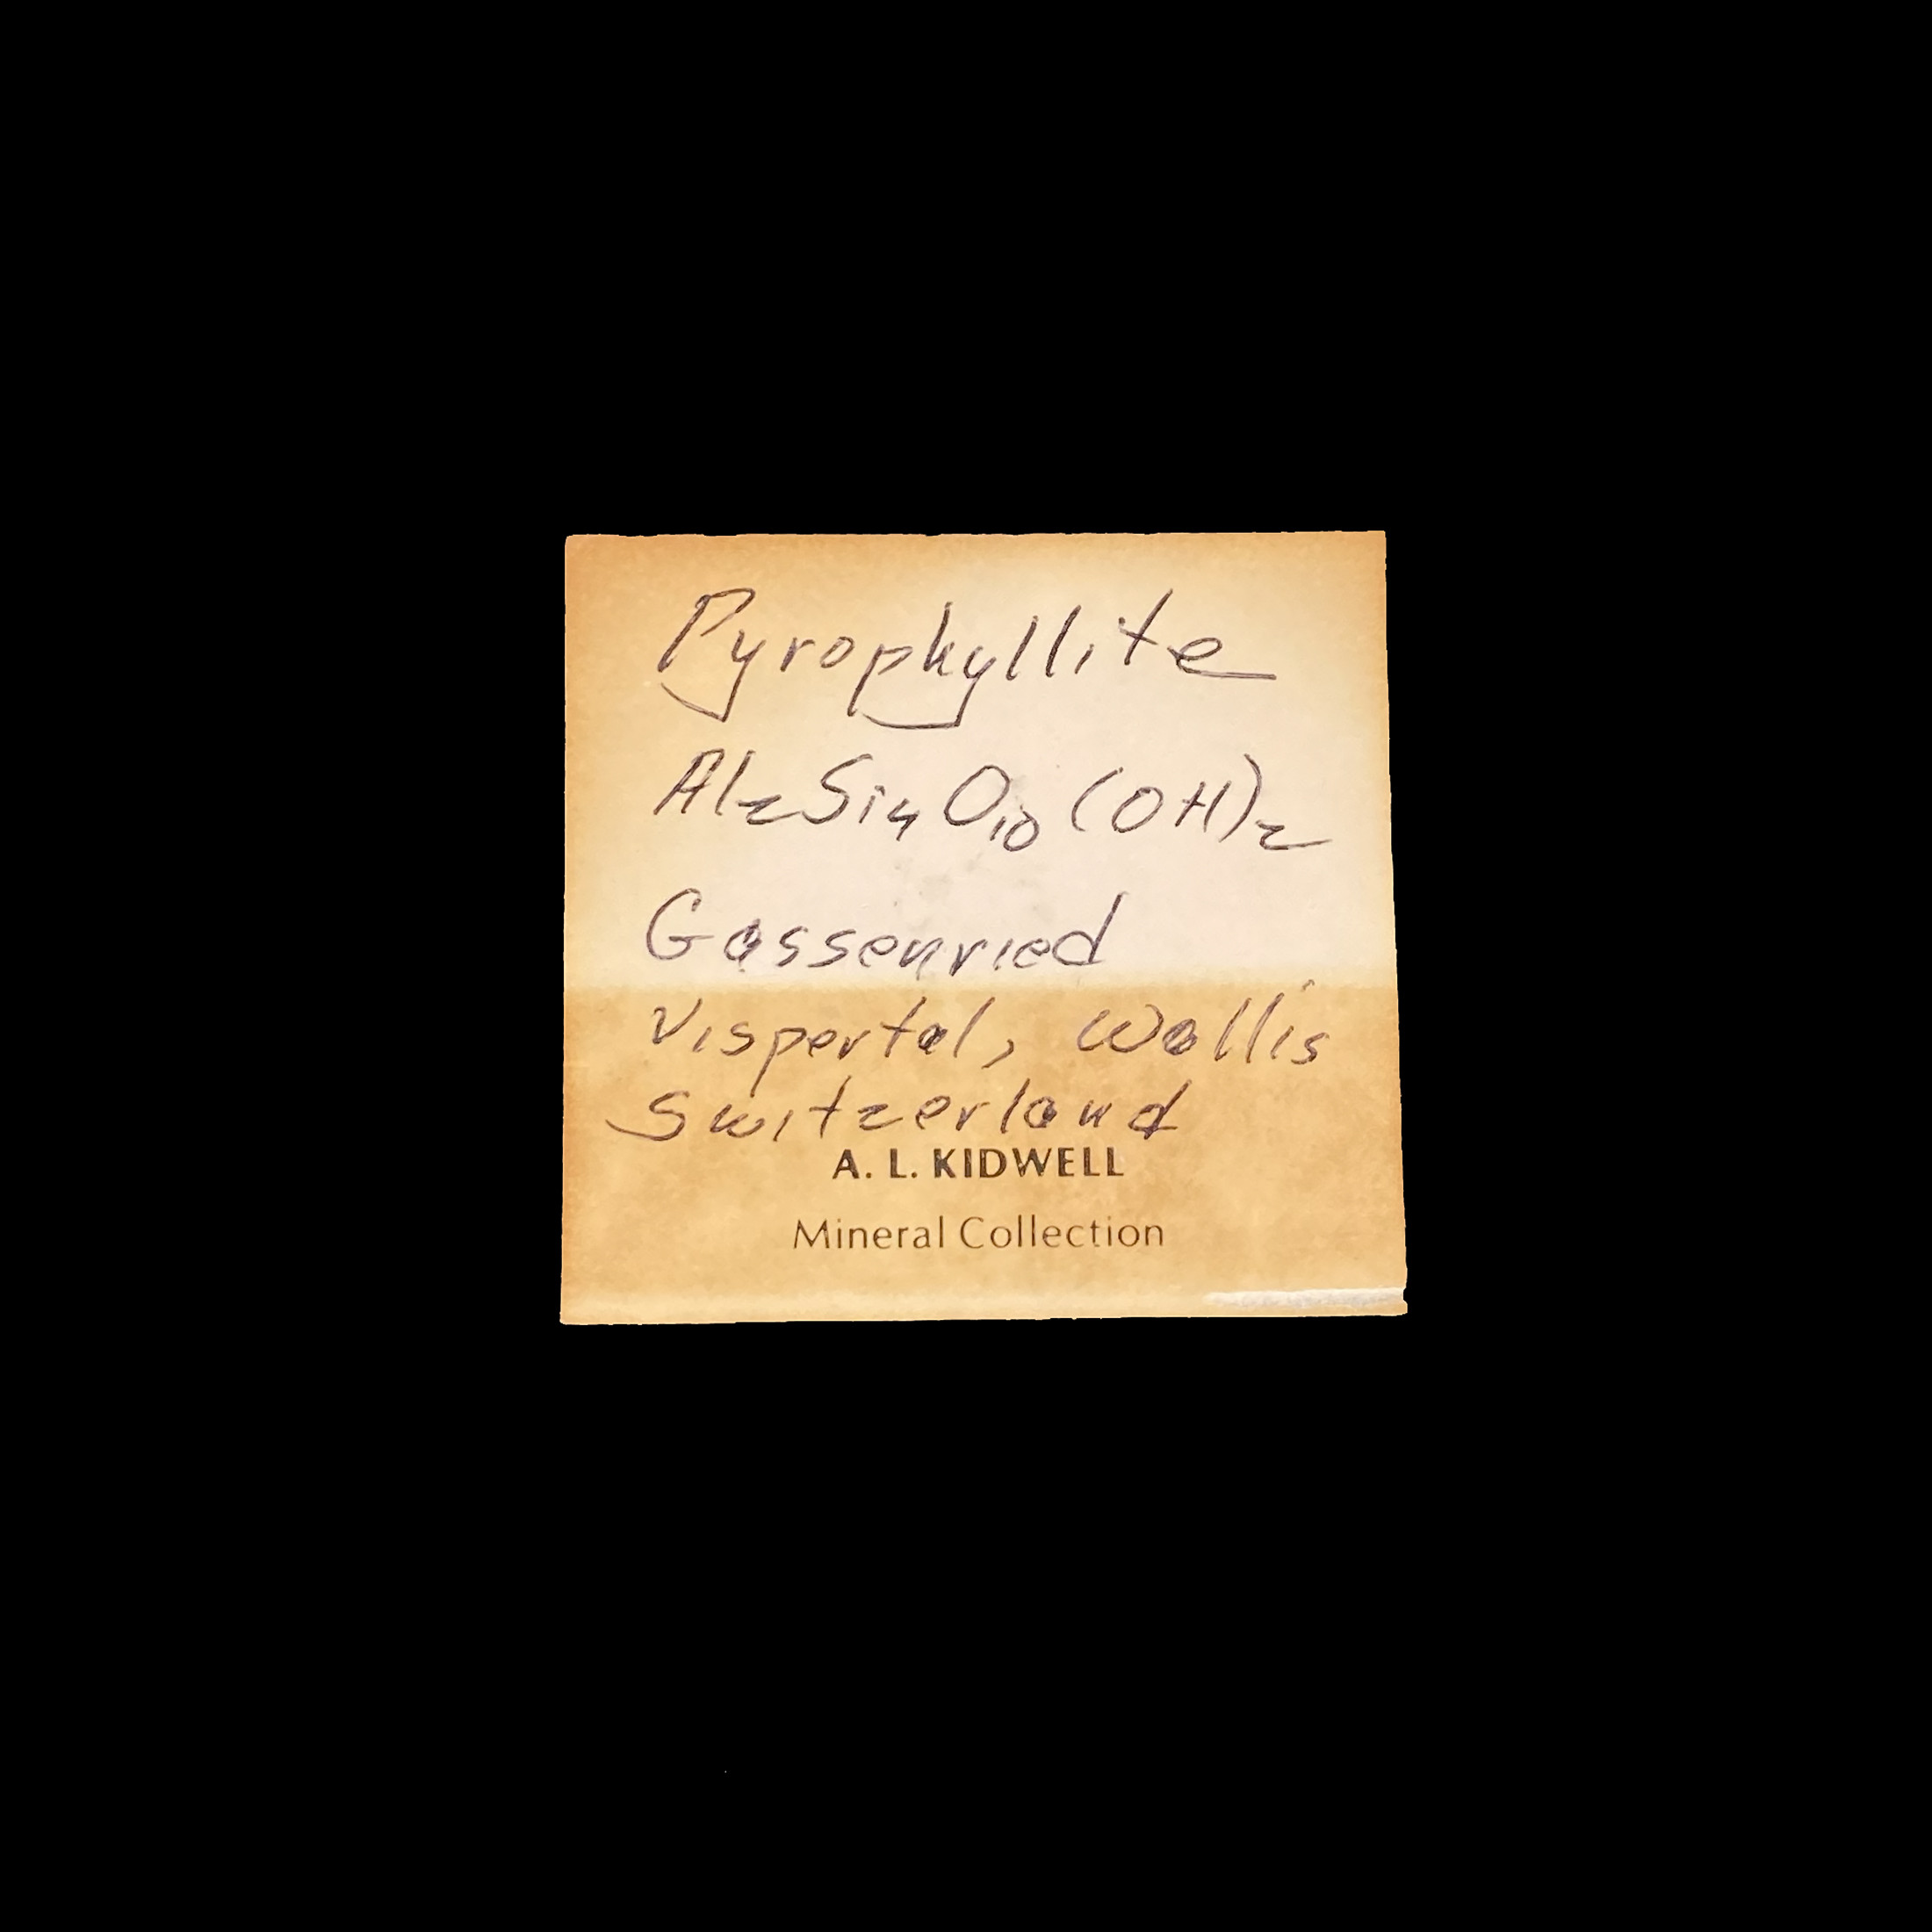 Pyrophyllite
Al₂Si₄O₁₀(OH)₂
Gassenried
Vispertal, Wallis
Switzerland
A. L. KIDWELL
Mineral Collection